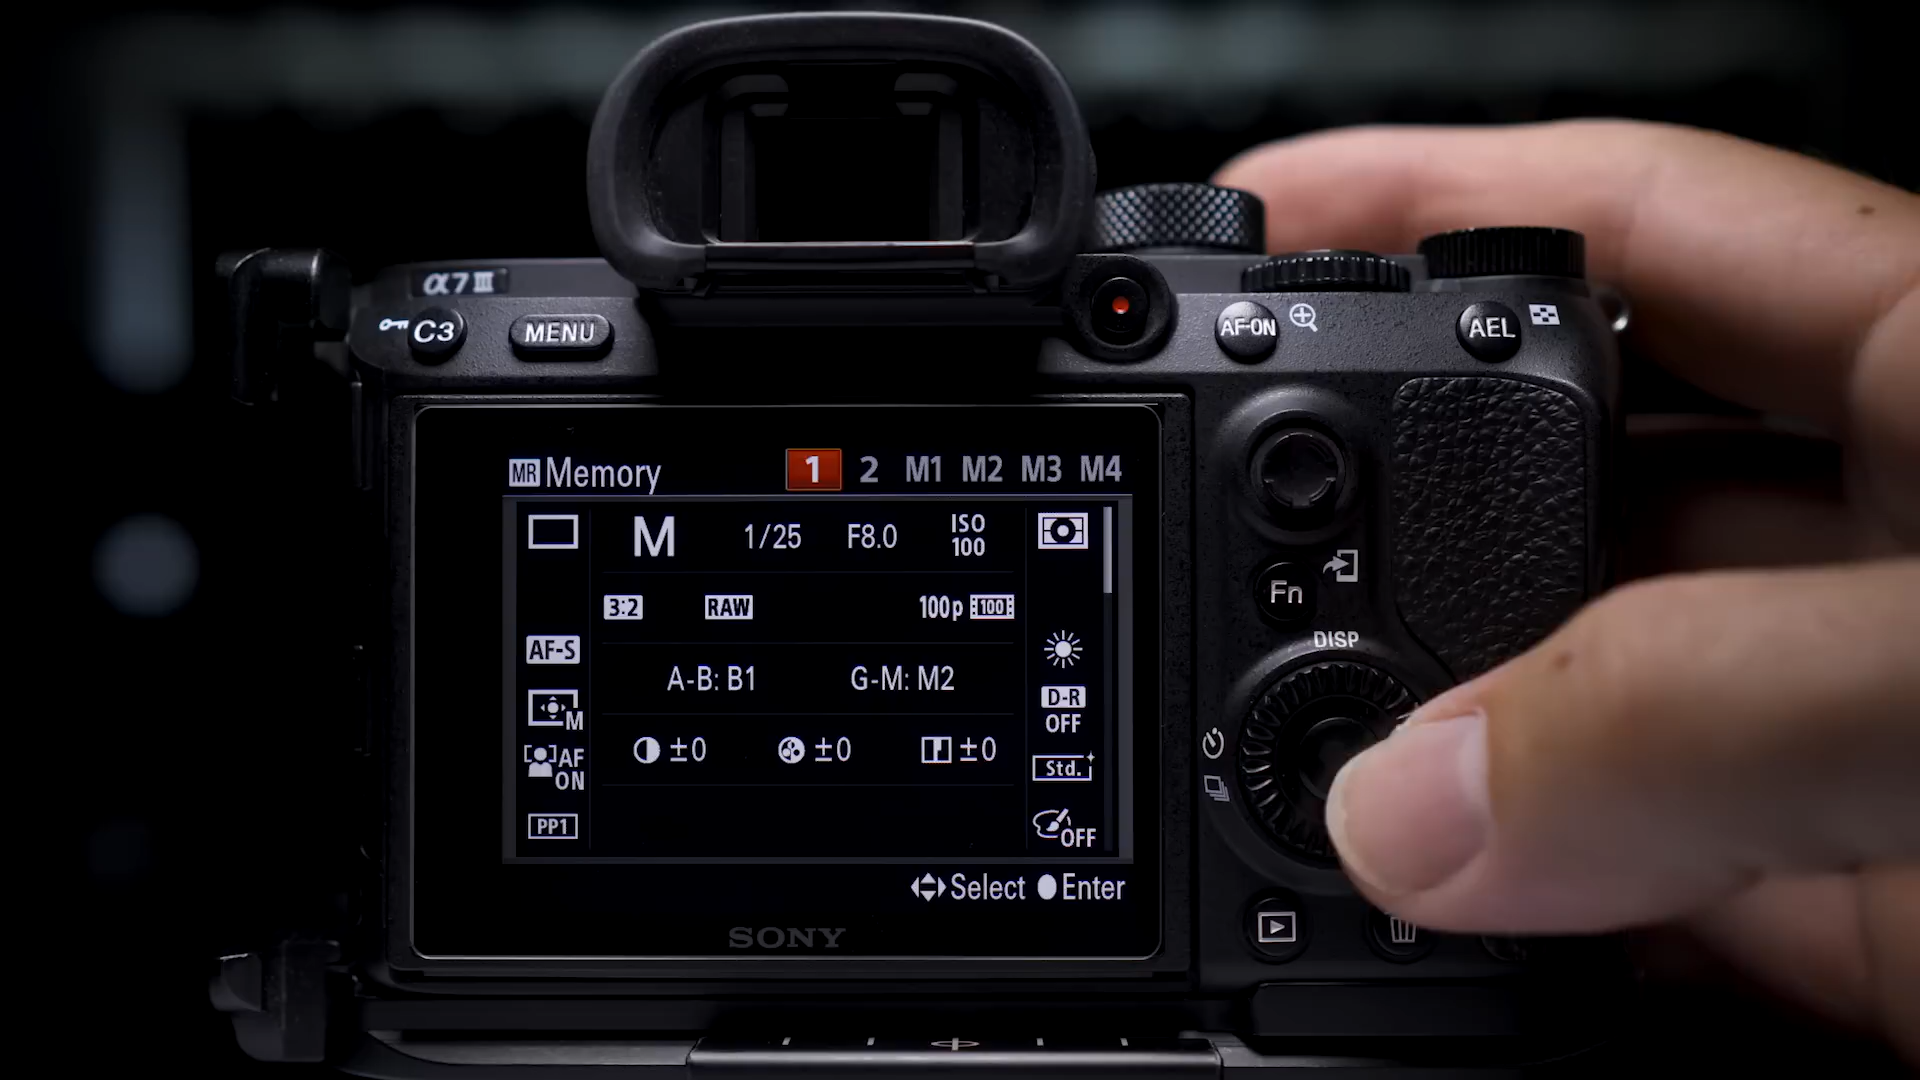 α7III
C3 MENU AF-ON AEL
MR Memory 1 2 M1 M2 M3 M4
M 1/25 F8.0 ISO 100
3:2 RAW 100p 100
AF-S
A-B: B1 G-M: M2
D-R OFF
M
±0 ±0 ±0
AF ON
Std.
PP1
OFF
Select Enter
SONY
Fn
DISP